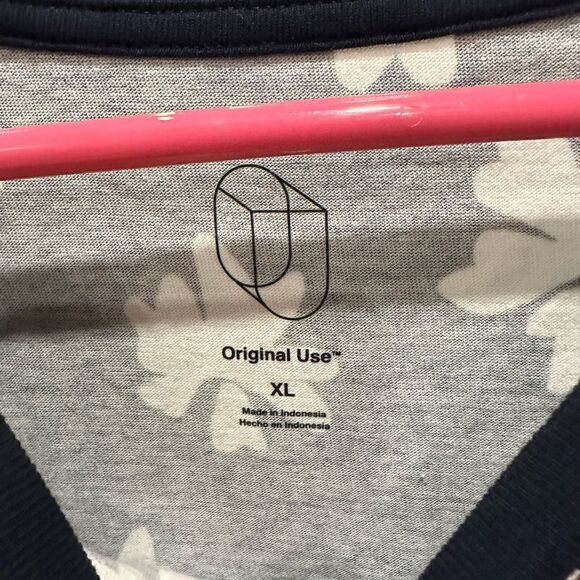 Original Use™
XL
Made in Indonesia
Hecho en Indonesia